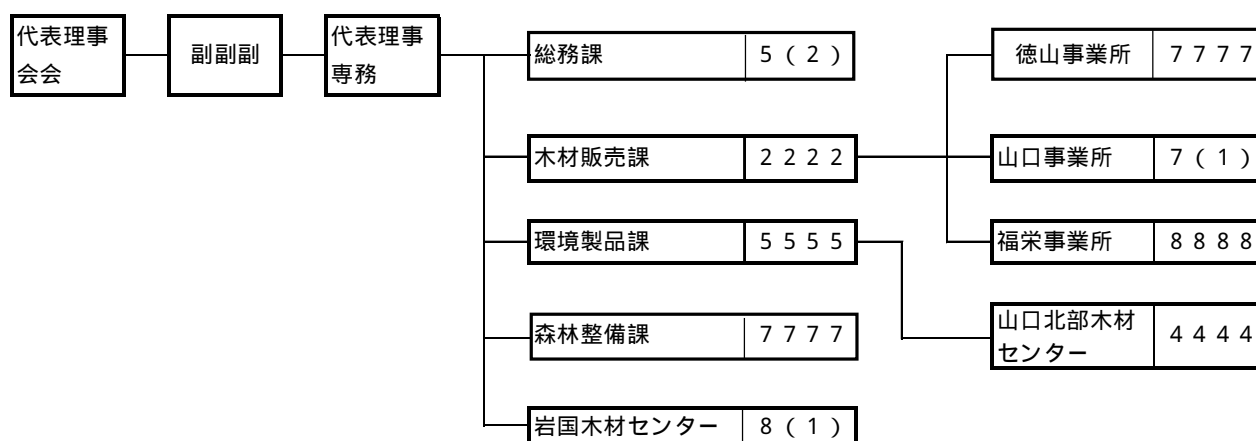 代表理事
会会
副副副
代表理事
専務
総務課 5(2)
木材販売課 2222
環境製品課 5555
森林整備課 7777
岩国木材センター 8(1)
徳山事業所 7777
山口事業所 7(1)
福栄事業所 8888
山口北部木材
センター 4444